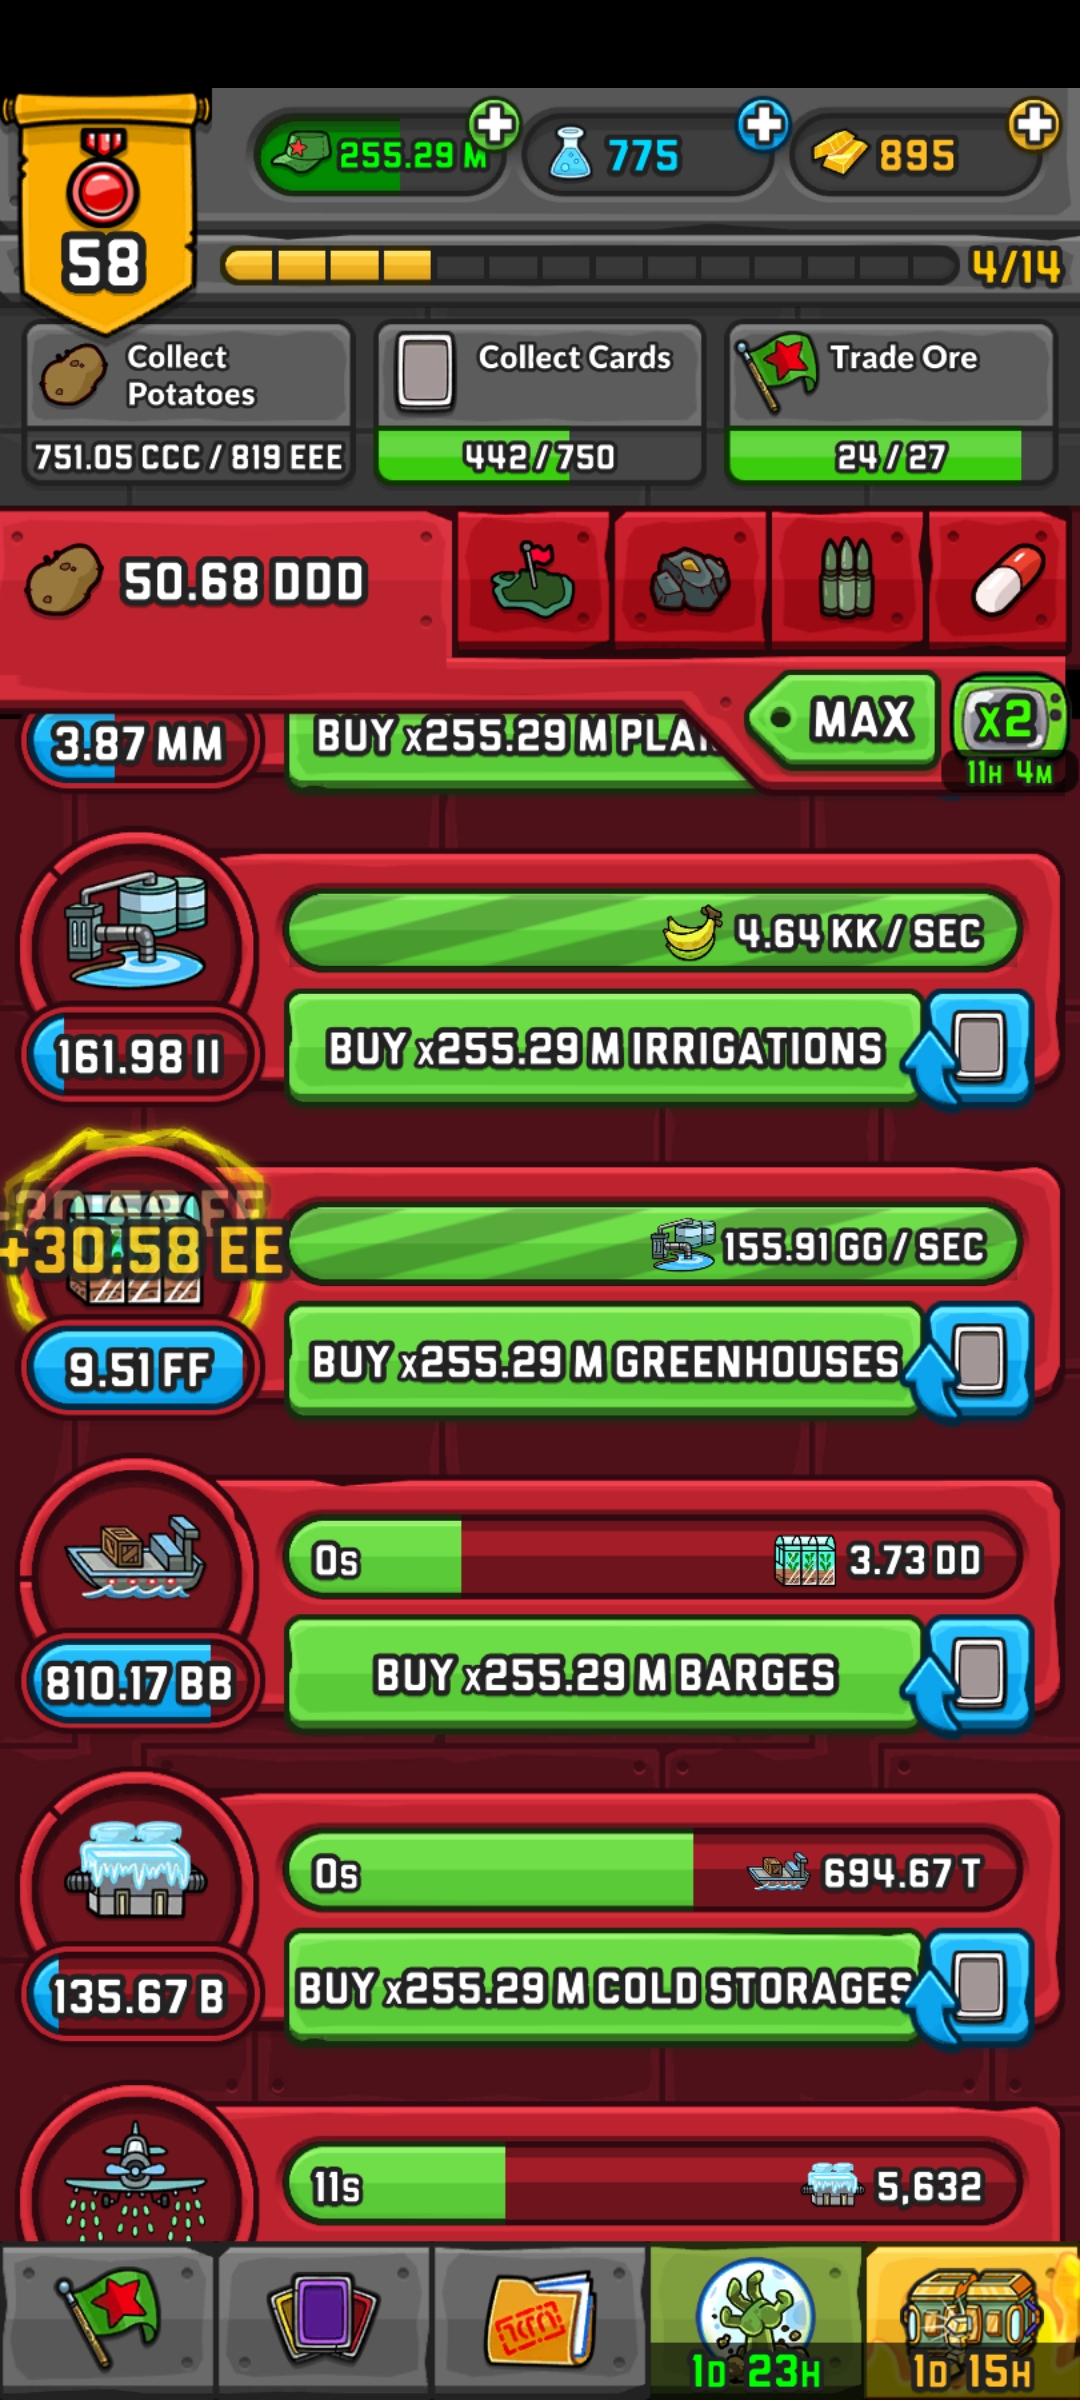 255.29 M
775
895
58
4/14
Collect
Potatoes
751.05 CCC / 819 EEE
Collect Cards
442/750
Trade Ore
24/27
50.68 DDD
MAX
x2
11H 4M
3.87 MM
BUY x255.29 M
4.64 KK / SEC
161.98 II
BUY x255.29 M IRRIGATIONS
+30.58 EE
155.91 GG / SEC
9.51 FF
BUY x255.29 M GREENHOUSES
0s
3.73 DD
810.17 BB
BUY x255.29 M BARGES
0s
694.67 T
135.67 B
BUY x255.29 M COLD STORAGES
11s
5,632
1D 23H
1D 15H